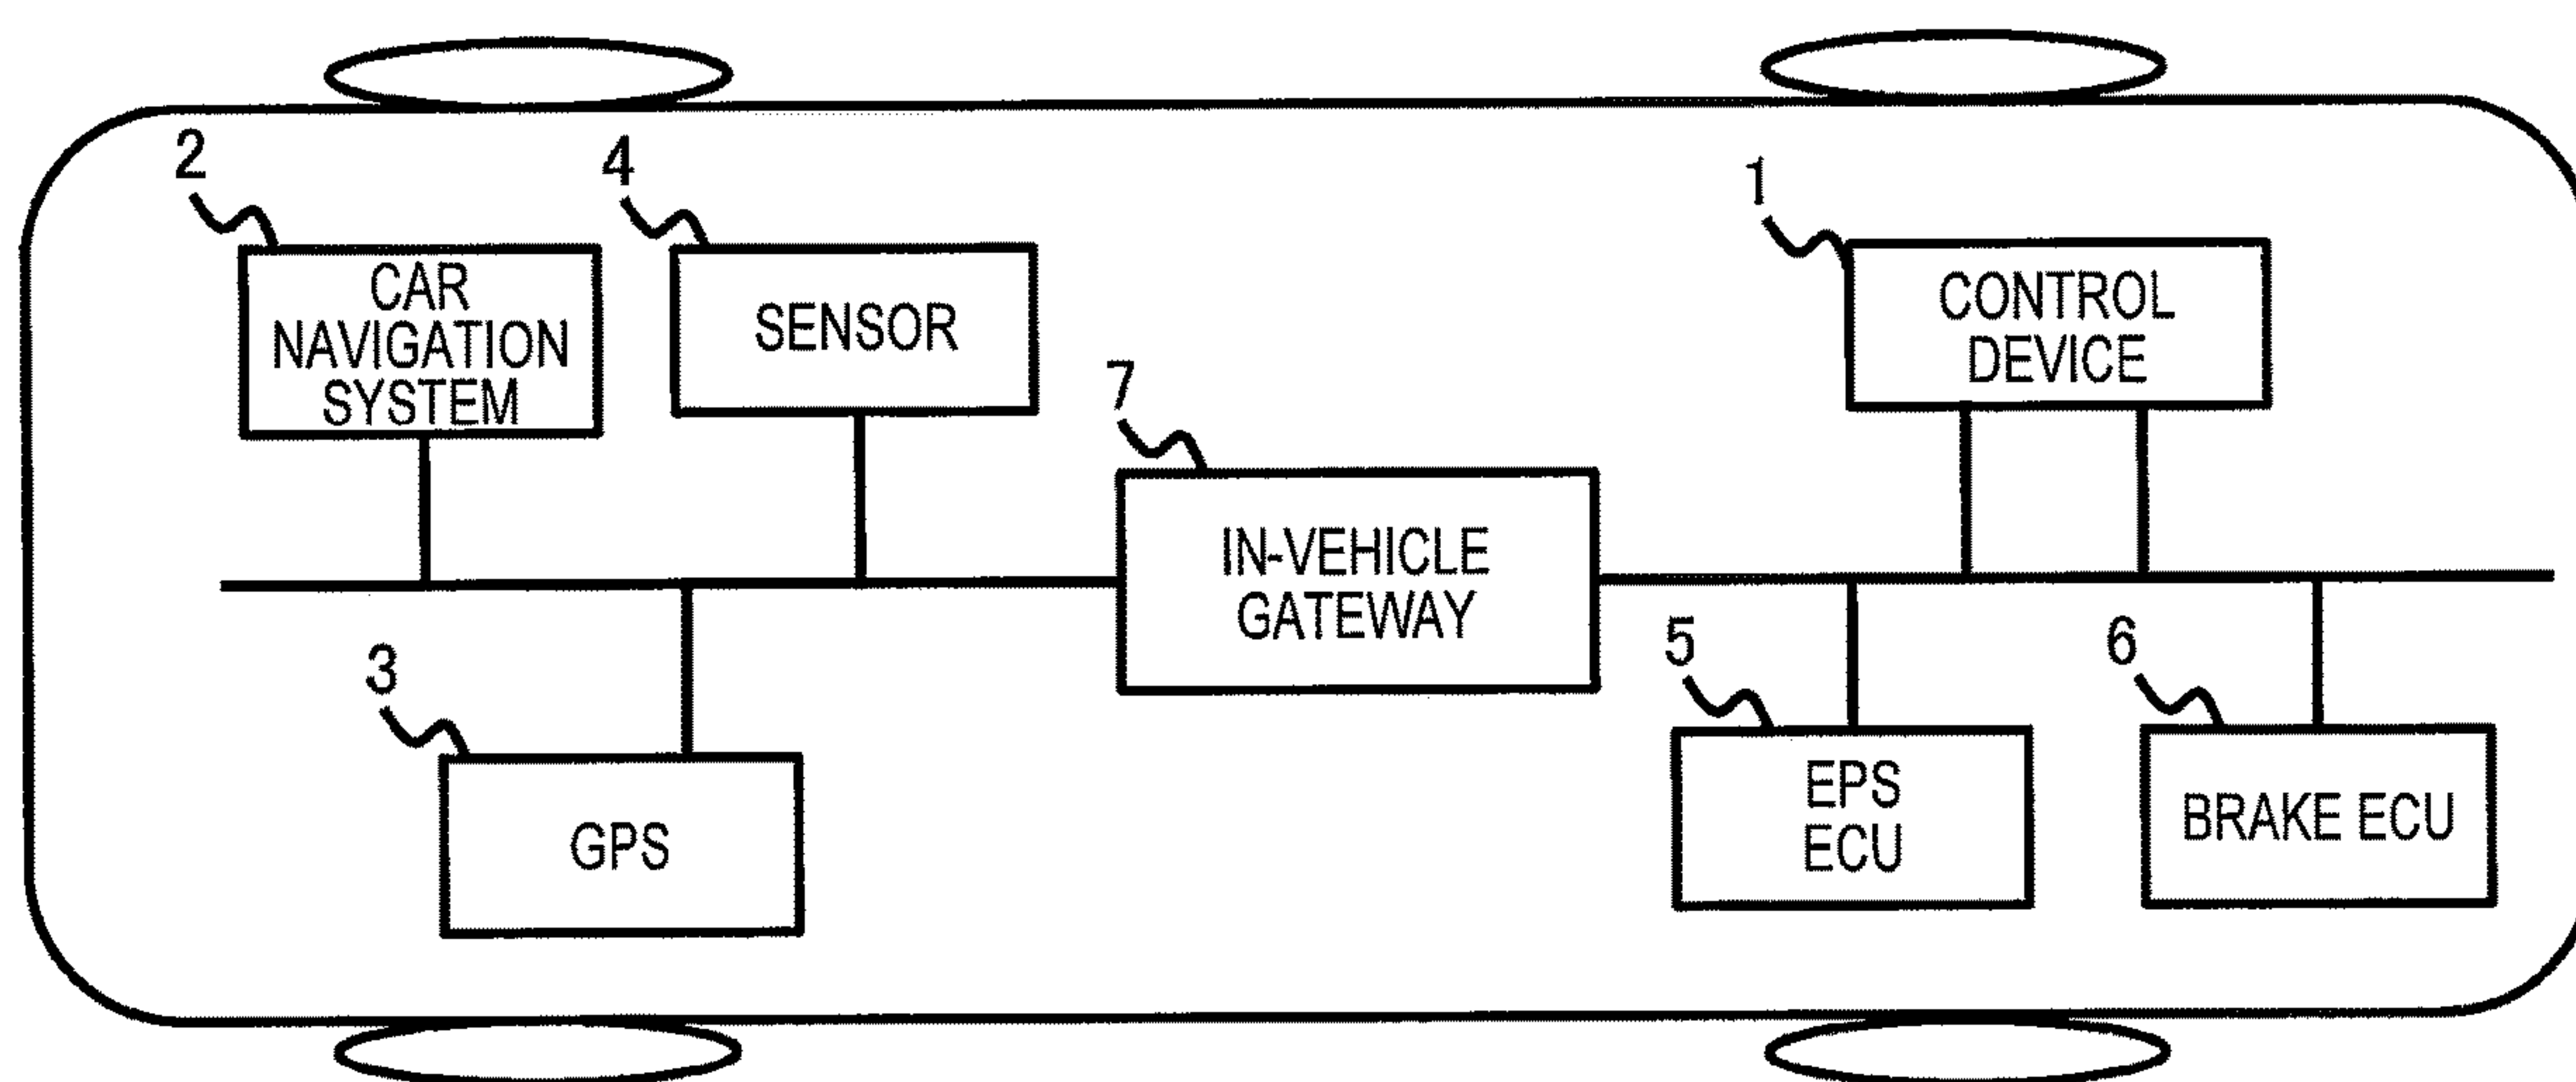 2
4
1
CAR
NAVIGATION
SYSTEM
SENSOR
CONTROL
DEVICE
7
IN-VEHICLE
GATEWAY
3
5
6
GPS
EPS
ECU
BRAKE ECU